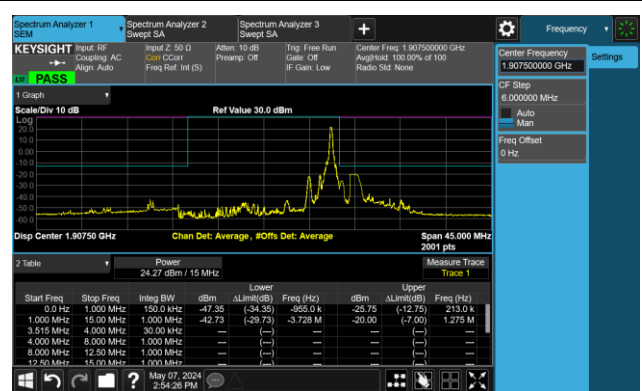 Spectrum Analyzer 1
SEM
Spectrum Analyzer 2
Swept SA
Spectrum Analyzer 3
Swept SA
Frequency
KEYSIGHT
Input: RF
Coupling: AC
Align: Auto
Input Z: 50 Ω
Corr CCorr
Freq Ref: Int (S)
Atten: 10 dB
Preamp: Off
Trig: Free Run
Gate: Off
IF Gain: Low
Center Freq: 1.907500000 GHz
Avg|Hold: 100.00% of 100
Radio Std: None
LV PASS
Center Frequency
1.907500000 GHz
Settings
CF Step
6.000000 MHz
Auto
Man
Freq Offset
0 Hz
1 Graph
Scale/Div 10 dB
Ref Value 30.0 dBm
Log
20.0
10.0
0.00
-10.0
-20.0
-30.0
-40.0
-50.0
-60.0
Disp Center 1.90750 GHz
Chan Det: Average, #Offs Det: Average
Span 45.000 MHz
2001 pts
2 Table
Power
24.27 dBm / 15 MHz
Measure Trace
Trace 1
Lower Upper
Start Freq Stop Freq Integ BW dBm ΔLimit(dB) Freq (Hz) dBm ΔLimit(dB) Freq (Hz)
0.0 Hz 1.000 MHz 150.0 kHz -47.35 (-34.35) -955.0 k -25.75 (-12.75) 213.0 k
1.000 MHz 15.00 MHz 1.000 MHz -42.73 (-29.73) -3.728 M -20.00 (-7.00) 1.275 M
3.515 MHz 4.000 MHz 30.00 kHz --- (---) --- --- (---) ---
4.000 MHz 8.000 MHz 1.000 MHz --- (---) --- --- (---) ---
8.000 MHz 12.50 MHz 1.000 MHz --- (---) --- --- (---) ---
12.50 MHz 15.00 MHz 1.000 MHz --- (---) --- --- (---) ---
May 07, 2024
2:54:26 PM